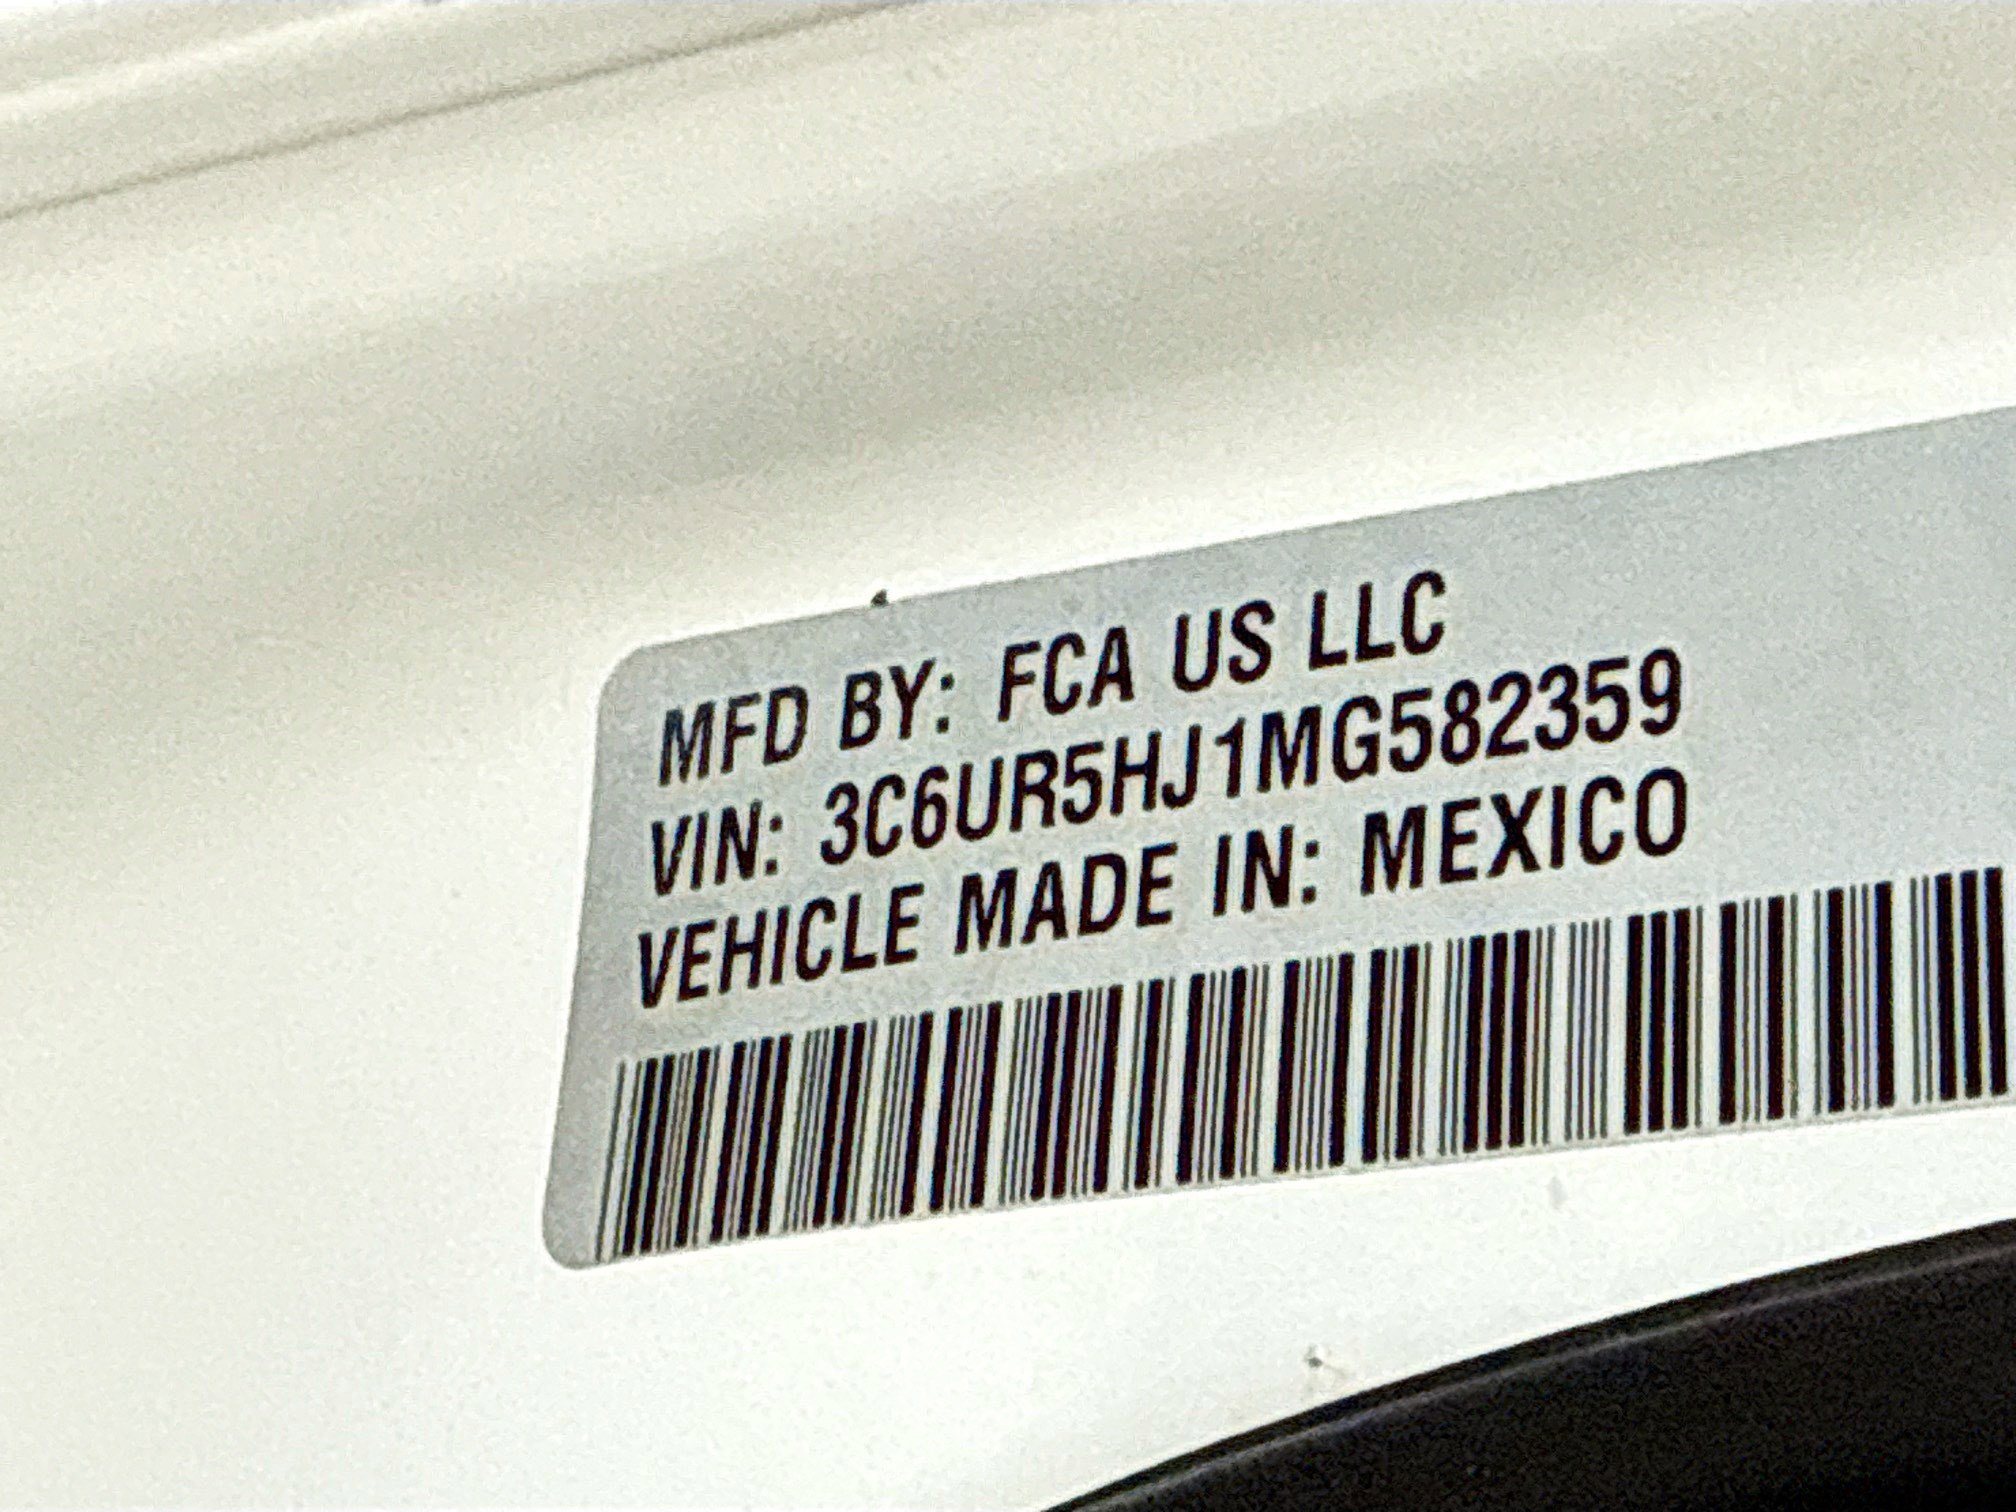 MFD BY: FCA US LLC
VIN: 3C6UR5HJ1MG582359
VEHICLE MADE IN: MEXICO